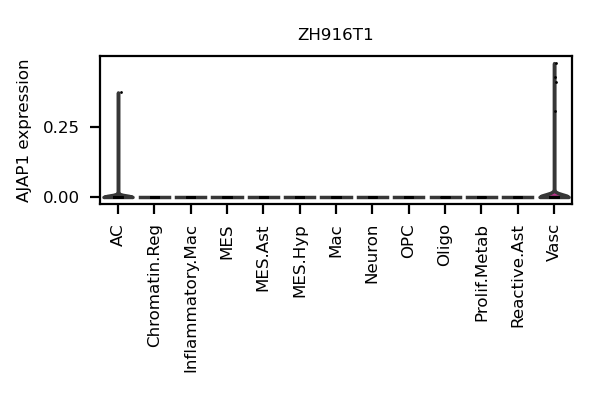 ZH916T1
AJAP1 expression
0.25
0.00
AC
Chromatin.Reg
Inflammatory.Mac
MES
MES.Ast
MES.Hyp
Mac
Neuron
OPC
Oligo
Prolif.Metab
Reactive.Ast
Vasc